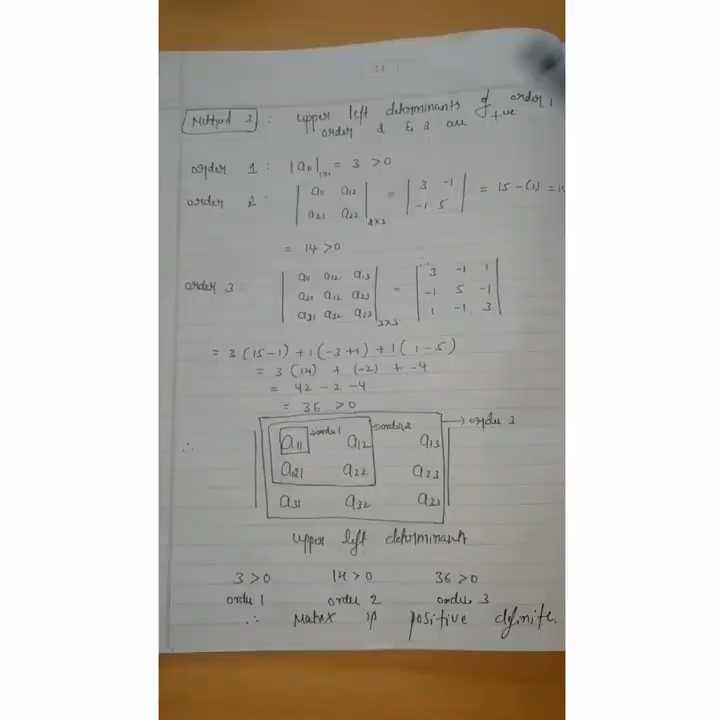 Method 3 : upper left determinants of order 1
order 2 & 3 are +ve
order 1 : |a11|1x1 = 3 > 0
order 2 : | a11 a12 | = | 3 -1 | = 15 - (1) = 14
| a21 a22 |2x2 | -1 5 |
= 14 > 0
order 3 : | a11 a12 a13 | = | 3 -1 1 |
| a21 a22 a23 | | -1 5 -1 |
| a31 a32 a33 |3x3 | 1 -1 3 |
= 3 (15-1) + 1 (-3+1) + 1 (1-5)
= 3 (14) + (-2) + -4
= 42 - 2 - 4
= 36 > 0
∴ a11 → order 1 a12 → order 2 a13 → order 3
a21 a22 a23
a31 a32 a33
upper left determinants
3 > 0 14 > 0 36 > 0
order 1 order 2 order 3
∴ Matrix is positive definite.